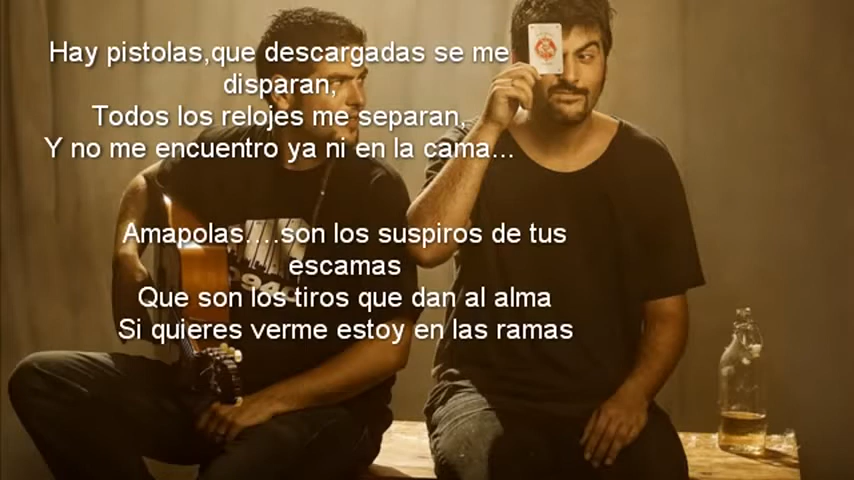 Hay pistolas,que descargadas se me
disparan,
Todos los relojes me separan,
Y no me encuentro ya ni en la cama...
Amapolas....son los suspiros de tus
escamas
Que son los tiros que dan al alma
Si quieres verme estoy en las ramas